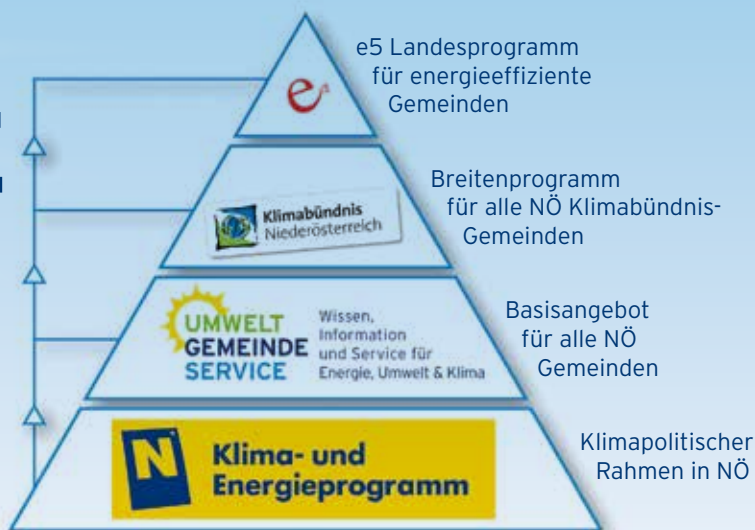 e5 Landesprogramm
für energieeffiziente
Gemeinden
e5
Breitenprogramm
für alle NÖ Klimabündnis-
Gemeinden
Klimabündnis
Niederösterreich
Basisangebot
für alle NÖ
Gemeinden
UMWELT
GEMEINDE
SERVICE
Wissen,
Information
und Service für
Energie, Umwelt & Klima
Klimapolitischer
Rahmen in NÖ
N
Klima- und
Energieprogramm